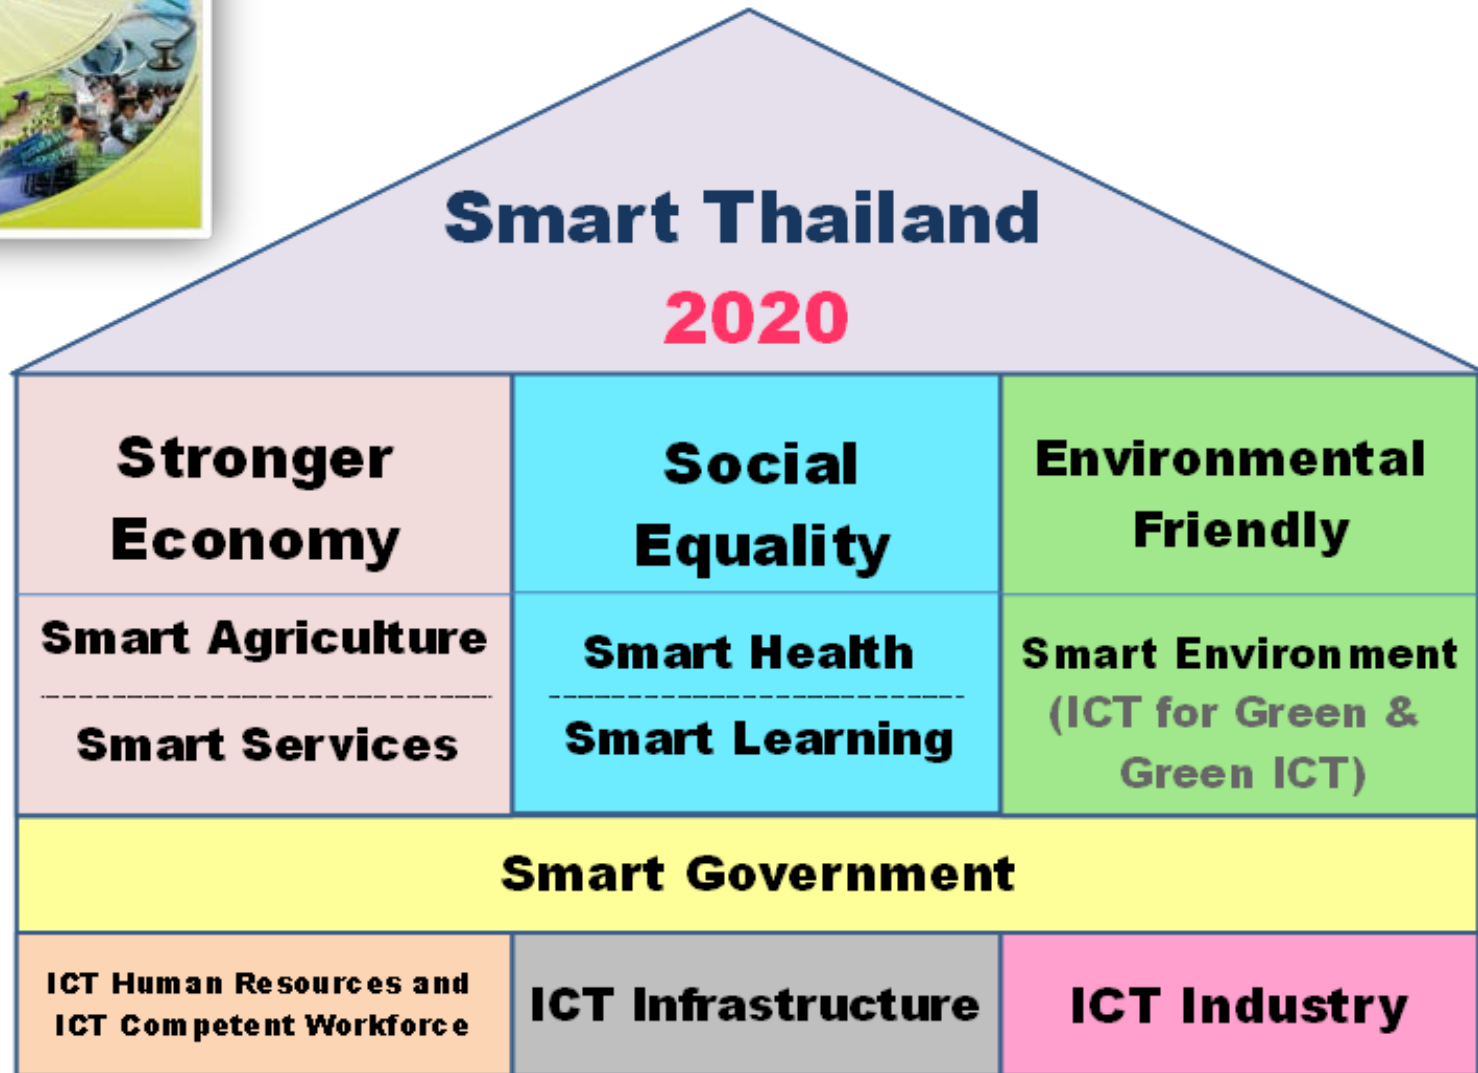 Smart Thailand
2020
Stronger
Economy
Social
Equality
Environmental
Friendly
Smart Agriculture
Smart Services
Smart Health
Smart Learning
Smart Environment
(ICT for Green &
Green ICT)
Smart Government
ICT Human Resources and
ICT Competent Workforce
ICT Infrastructure
ICT Industry